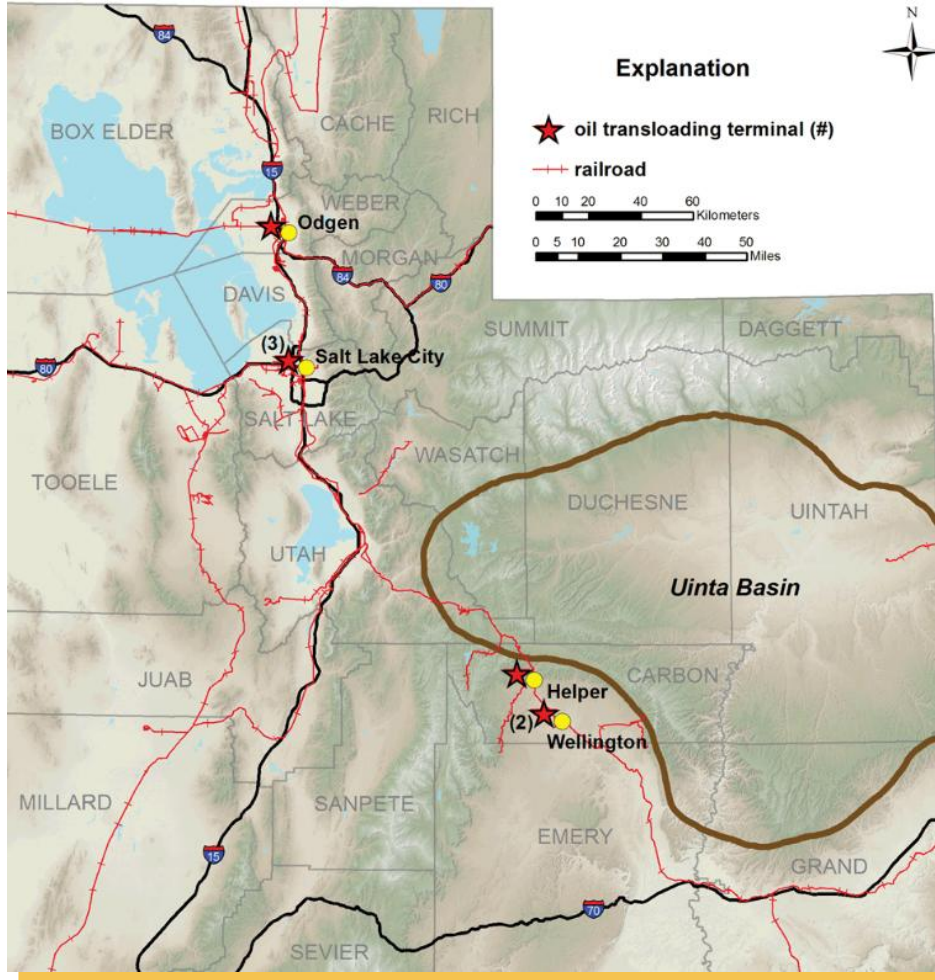 N
84
Explanation
RICH
CACHE
BOX ELDER
oil transloading terminal (#)
railroad
15
WEBER
0 10 20 40 60
Kilometers
Odgen
0 5 10 20 30 40 50
Miles
MORGAN
84
80
DAVIS
SUMMIT
DAGGETT
(3)
Salt Lake City
80
SALT LAKE
WASATCH
TOOELE
DUCHESNE
UINTAH
UTAH
Uinta Basin
JUAB
CARBON
Helper
(2)
Wellington
MILLARD
SANPETE
EMERY
15
GRAND
70
SEVIER